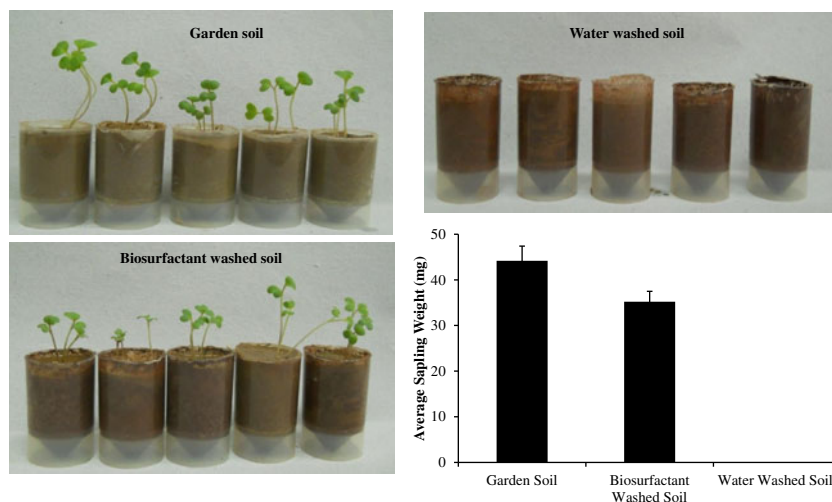 Garden soil
Water washed soil
Biosurfactant washed soil
Average Sapling Weight (mg)
50
40
30
20
10
0
Garden Soil
Biosurfactant
Washed Soil
Water Washed Soil